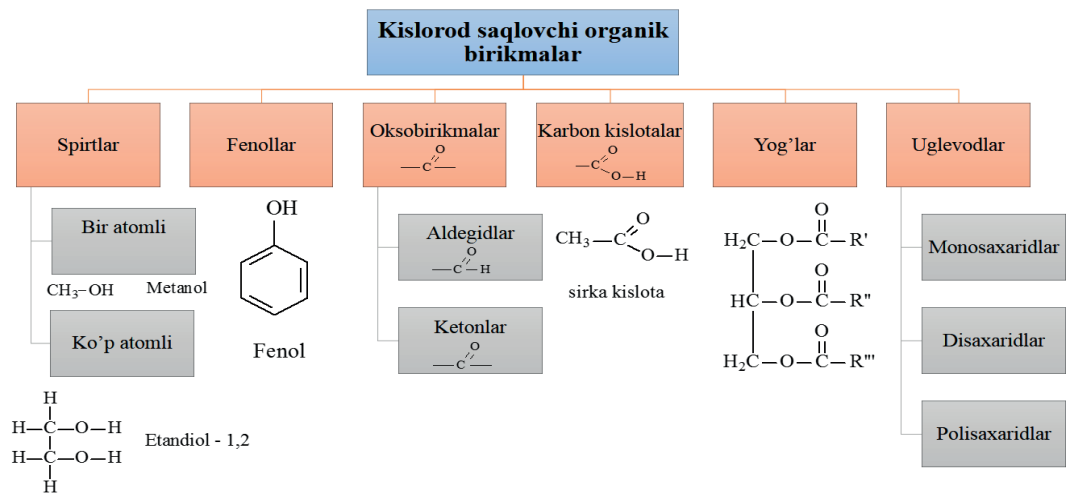 Kislorod saqlovchi organik
birikmalar
Spirtlar
Fenollar
Oksobirikmalar
O
—C—
Karbon kislotalar
O
—C
O—H
Yog’lar
Uglevodlar
Bir atomli
CH3–OH Metanol
Ko’p atomli
H
H—C—O—H
H—C—O—H
H
Etandiol - 1,2
OH
Fenol
Aldegidlar
O
—C—H
Ketonlar
O
—C—
O
CH3—C
O—H
sirka kislota
O
H2C—O—C—R'
O
HC—O—C—R"
O
H2C—O—C—R'"
Monosaxaridlar
Disaxaridlar
Polisaxaridlar